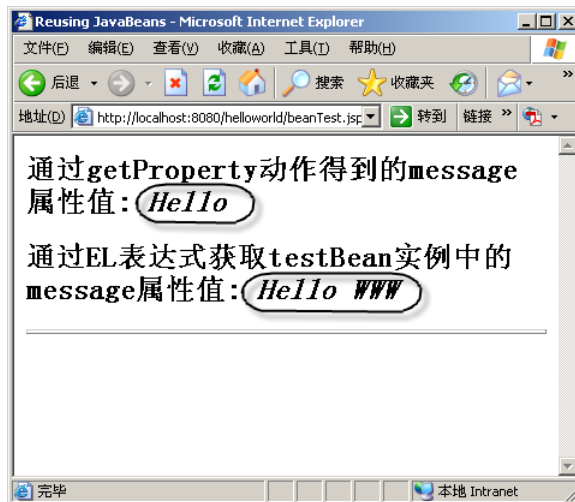 Reusing JavaBeans - Microsoft Internet Explorer
文件(F) 编辑(E) 查看(V) 收藏(A) 工具(T) 帮助(H)
后退 搜索 收藏夹 »
地址(D) http://localhost:8080/helloworld/beanTest.jsp 转到 链接 »
通过getProperty动作得到的message
属性值:Hello
通过EL表达式获取testBean实例中的
message属性值:Hello WWW
完毕 本地 Intranet